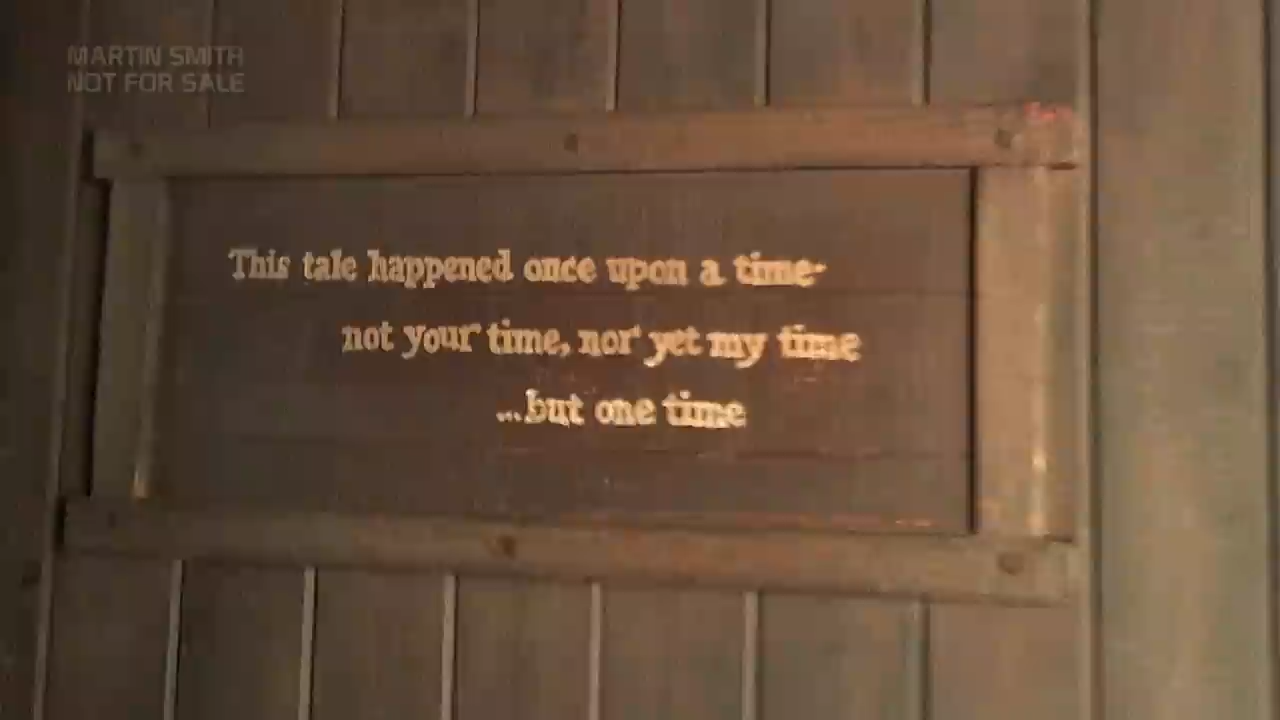 MARTIN SMITH
NOT FOR SALE
This tale happened once upon a time-
not your time, nor yet my time
...but one time